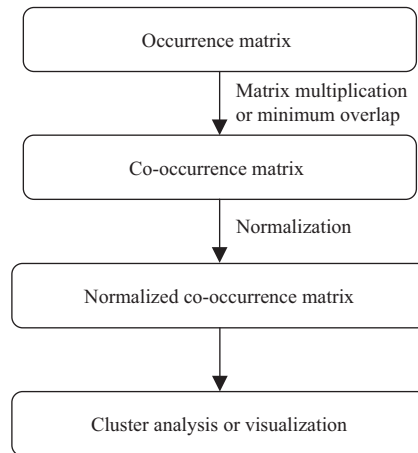 Occurrence matrix
Matrix multiplication
or minimum overlap
Co-occurrence matrix
Normalization
Normalized co-occurrence matrix
Cluster analysis or visualization